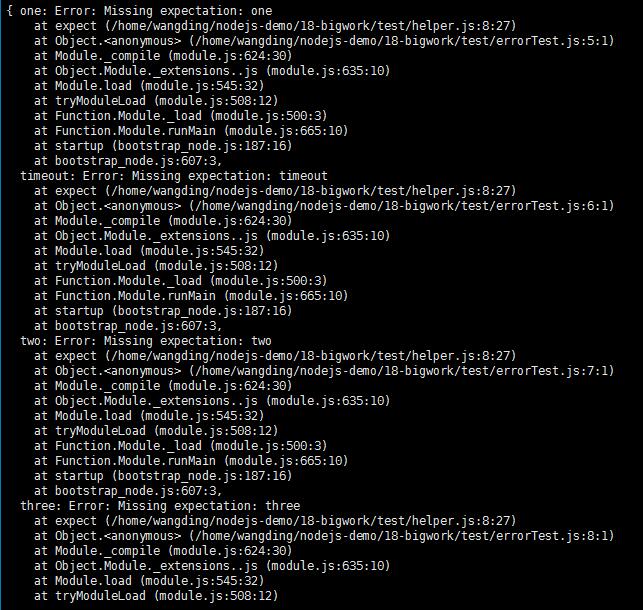 { one: Error: Missing expectation: one
at expect (/home/wangding/nodejs-demo/18-bigwork/test/helper.js:8:27)
at Object.<anonymous> (/home/wangding/nodejs-demo/18-bigwork/test/errorTest.js:5:1)
at Module._compile (module.js:624:30)
at Object.Module._extensions..js (module.js:635:10)
at Module.load (module.js:545:32)
at tryModuleLoad (module.js:508:12)
at Function.Module._load (module.js:500:3)
at Function.Module.runMain (module.js:665:10)
at startup (bootstrap_node.js:187:16)
at bootstrap_node.js:607:3,
timeout: Error: Missing expectation: timeout
at expect (/home/wangding/nodejs-demo/18-bigwork/test/helper.js:8:27)
at Object.<anonymous> (/home/wangding/nodejs-demo/18-bigwork/test/errorTest.js:6:1)
at Module._compile (module.js:624:30)
at Object.Module._extensions..js (module.js:635:10)
at Module.load (module.js:545:32)
at tryModuleLoad (module.js:508:12)
at Function.Module._load (module.js:500:3)
at Function.Module.runMain (module.js:665:10)
at startup (bootstrap_node.js:187:16)
at bootstrap_node.js:607:3,
two: Error: Missing expectation: two
at expect (/home/wangding/nodejs-demo/18-bigwork/test/helper.js:8:27)
at Object.<anonymous> (/home/wangding/nodejs-demo/18-bigwork/test/errorTest.js:7:1)
at Module._compile (module.js:624:30)
at Object.Module._extensions..js (module.js:635:10)
at Module.load (module.js:545:32)
at tryModuleLoad (module.js:508:12)
at Function.Module._load (module.js:500:3)
at Function.Module.runMain (module.js:665:10)
at startup (bootstrap_node.js:187:16)
at bootstrap_node.js:607:3,
three: Error: Missing expectation: three
at expect (/home/wangding/nodejs-demo/18-bigwork/test/helper.js:8:27)
at Object.<anonymous> (/home/wangding/nodejs-demo/18-bigwork/test/errorTest.js:8:1)
at Module._compile (module.js:624:30)
at Object.Module._extensions..js (module.js:635:10)
at Module.load (module.js:545:32)
at tryModuleLoad (module.js:508:12)